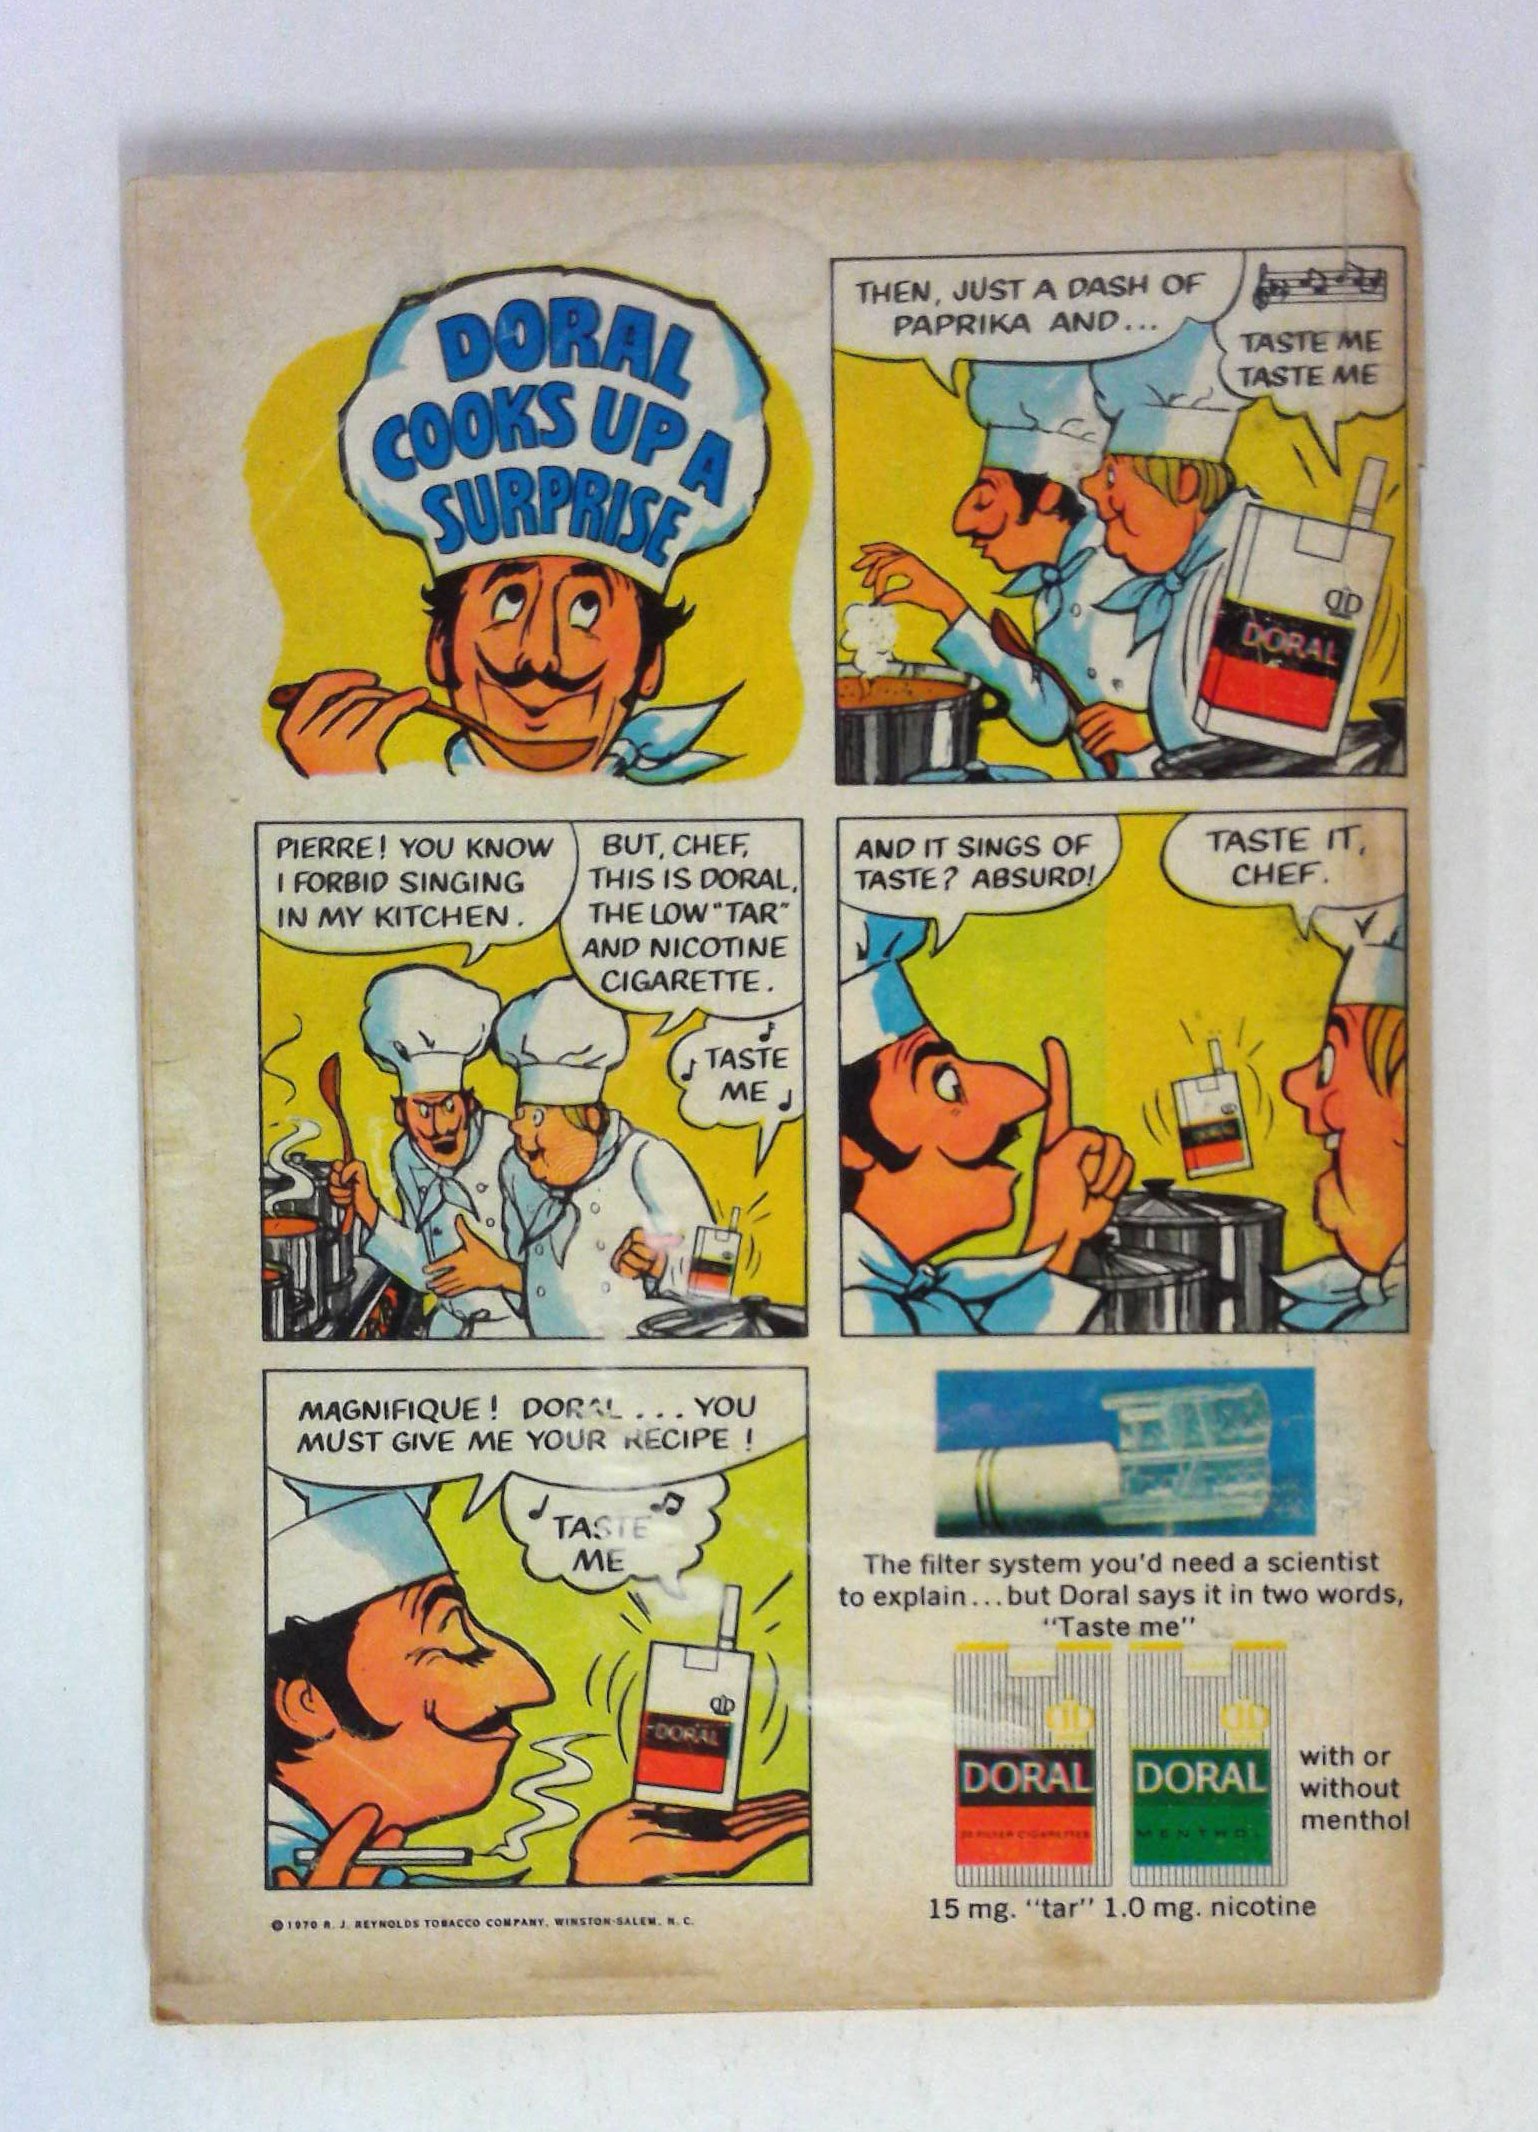 DORAL
COOKS UP A
SURPRISE
THEN, JUST A DASH OF
PAPRIKA AND...
TASTE ME
TASTE ME
DORAL
PIERRE! YOU KNOW
I FORBID SINGING
IN MY KITCHEN.
BUT, CHEF,
THIS IS DORAL,
THE LOW "TAR"
AND NICOTINE
CIGARETTE.
TASTE
ME
AND IT SINGS OF
TASTE? ABSURD!
TASTE IT,
CHEF.
MAGNIFIQUE! DORAL... YOU
MUST GIVE ME YOUR RECIPE!
TASTE
ME
DORAL
The filter system you'd need a scientist
to explain...but Doral says it in two words,
"Taste me"
DORAL
20 FILTER CIGARETTES
DORAL
MENTHOL
with or
without
menthol
15 mg. "tar" 1.0 mg. nicotine
© 1970 R. J. REYNOLDS TOBACCO COMPANY, WINSTON-SALEM, N. C.